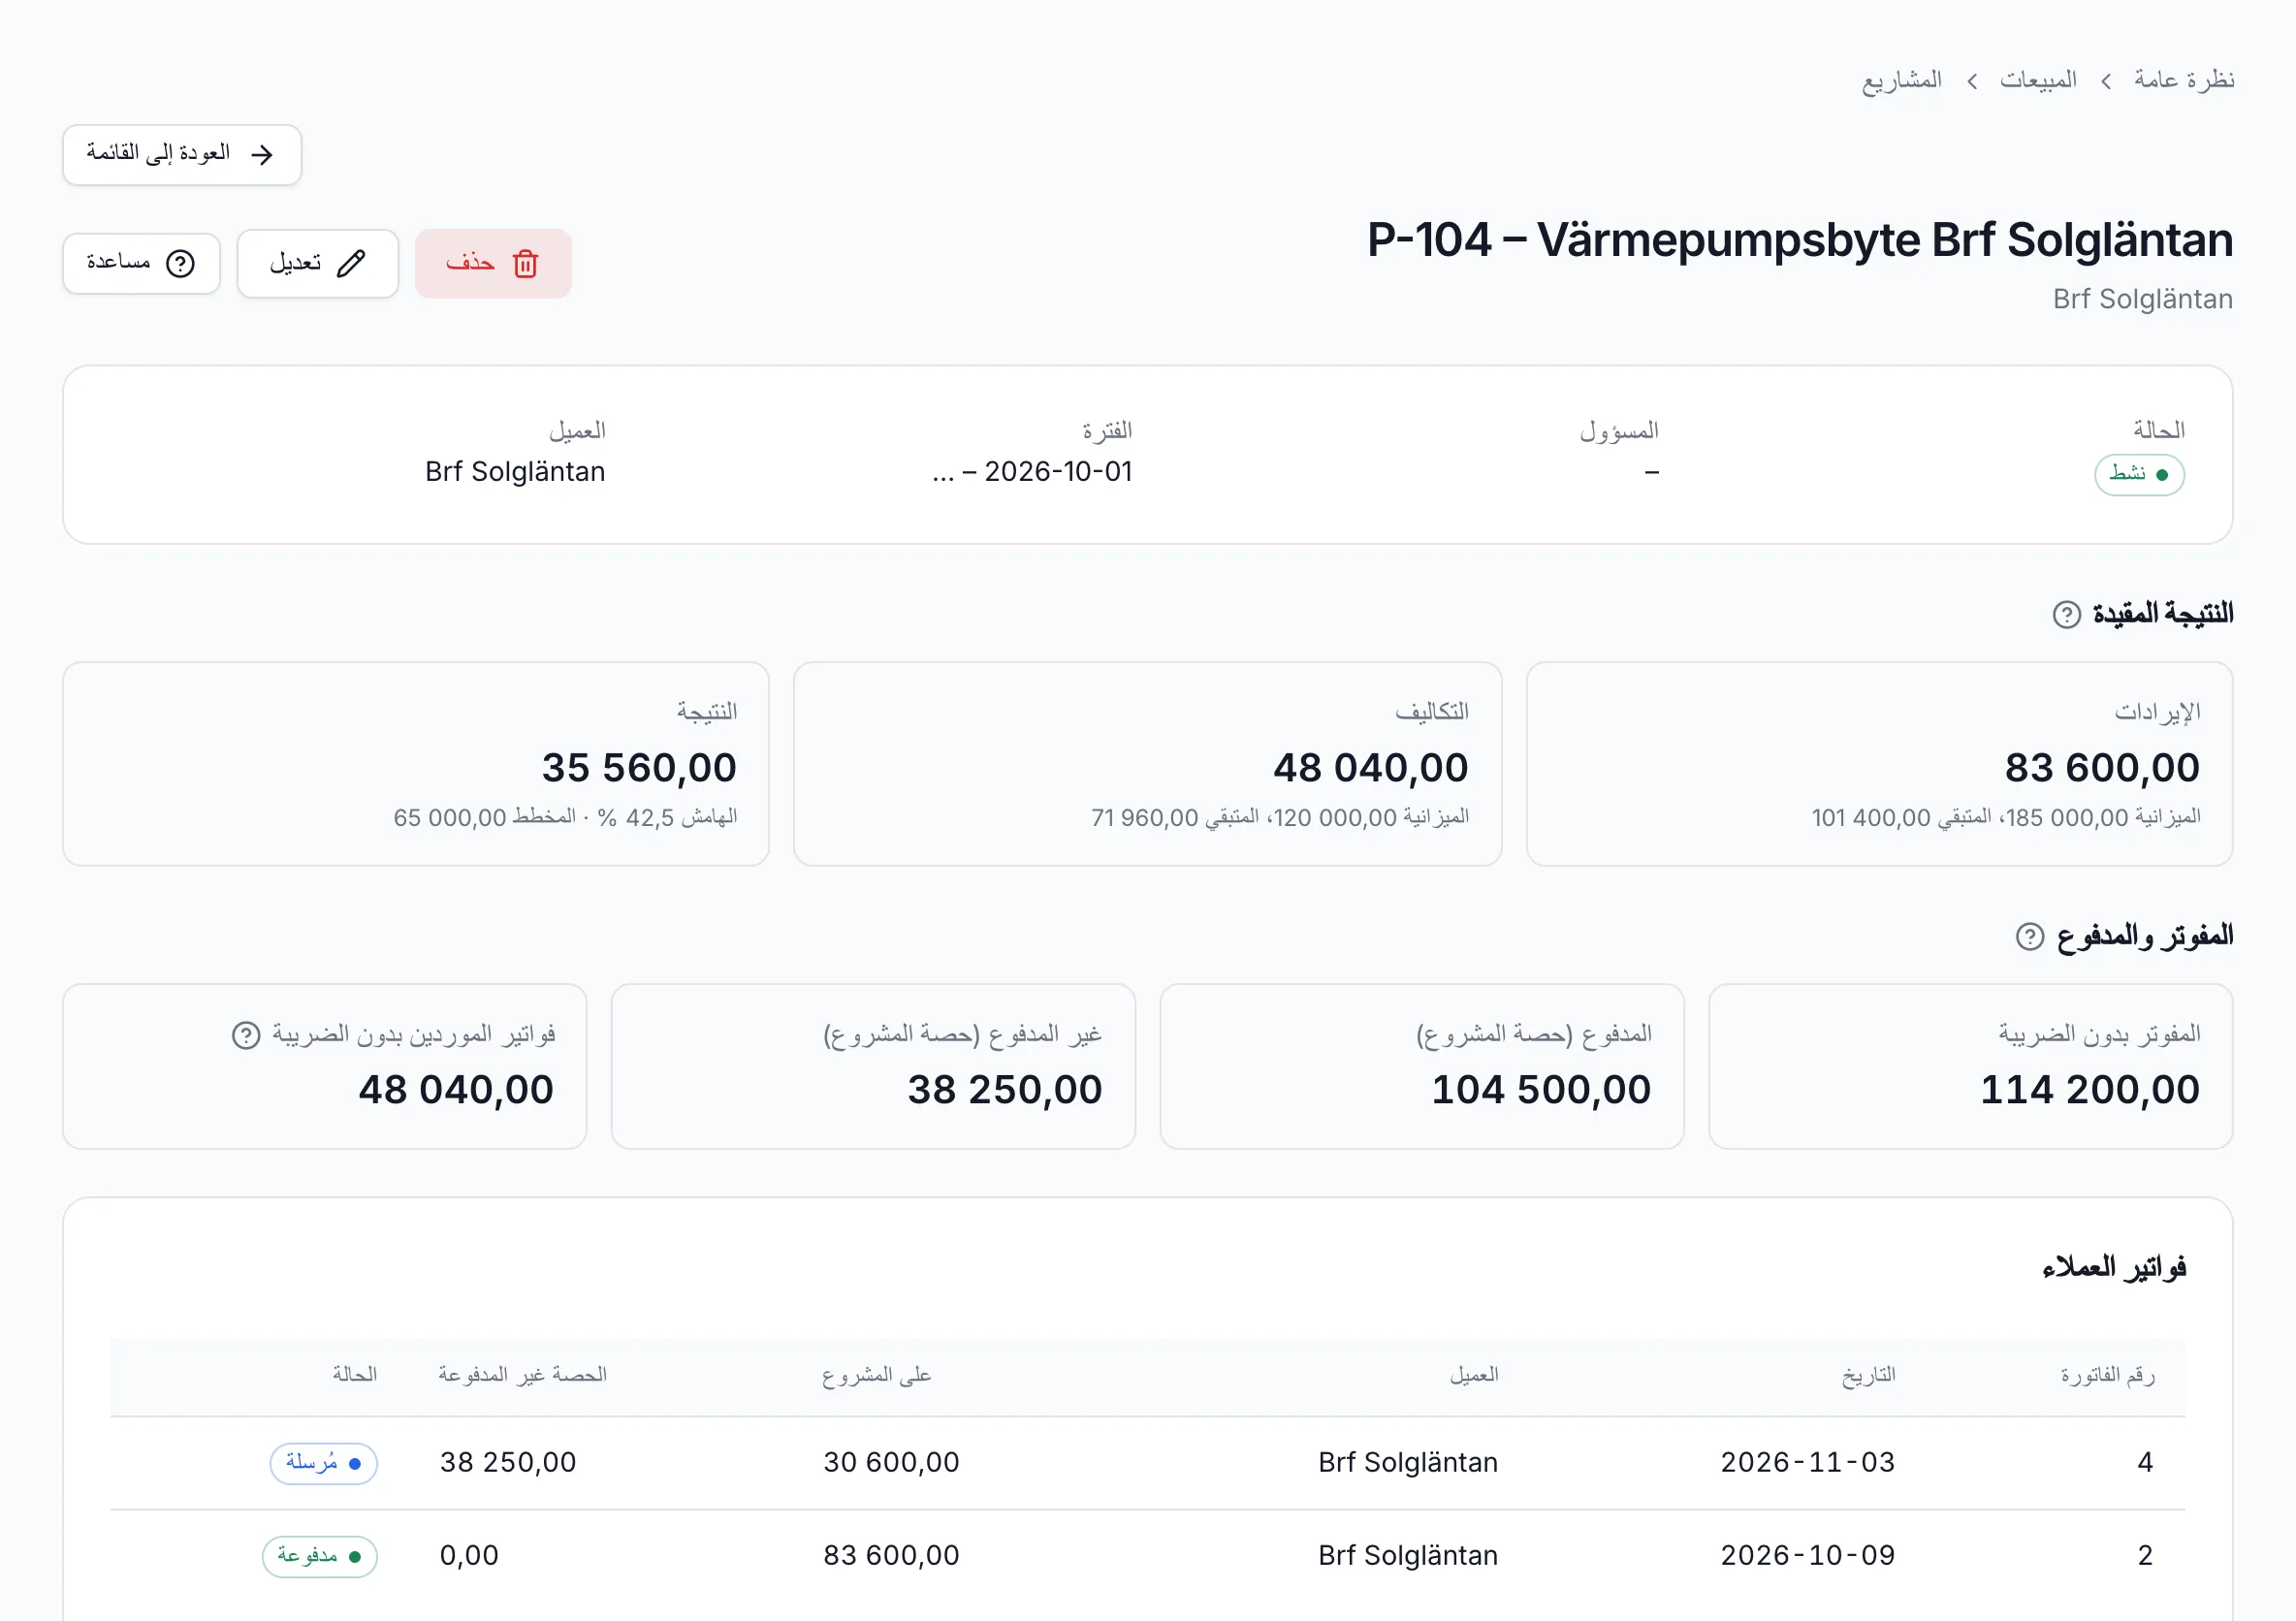 نظرة عامة
المبيعات
المشاريع
العودة إلى القائمة
P-104 – Värmepumpsbyte Brf Solgläntan
Brf Solgläntan
حذف
تعديل
مساعدة
الحالة
نشط
المسؤول
–
الفترة
2026-10-01 – ...
العميل
Brf Solgläntan
النتيجة المقيدة
الإيرادات
83 600,00
الميزانية 185 000,00، المتبقي 101 400,00
التكاليف
48 040,00
الميزانية 120 000,00، المتبقي 71 960,00
النتيجة
35 560,00
الهامش 42,5 % · المخطط 65 000,00
المفوتر والمدفوع
المفوتر بدون الضريبة
114 200,00
المدفوع (حصة المشروع)
104 500,00
غير المدفوع (حصة المشروع)
38 250,00
فواتير الموردين بدون الضريبة
48 040,00
فواتير العملاء
رقم الفاتورة التاريخ العميل على المشروع الحصة غير المدفوعة الحالة
4 2026-11-03 Brf Solgläntan 30 600,00 38 250,00 مُرسلة
2 2026-10-09 Brf Solgläntan 83 600,00 0,00 مدفوعة